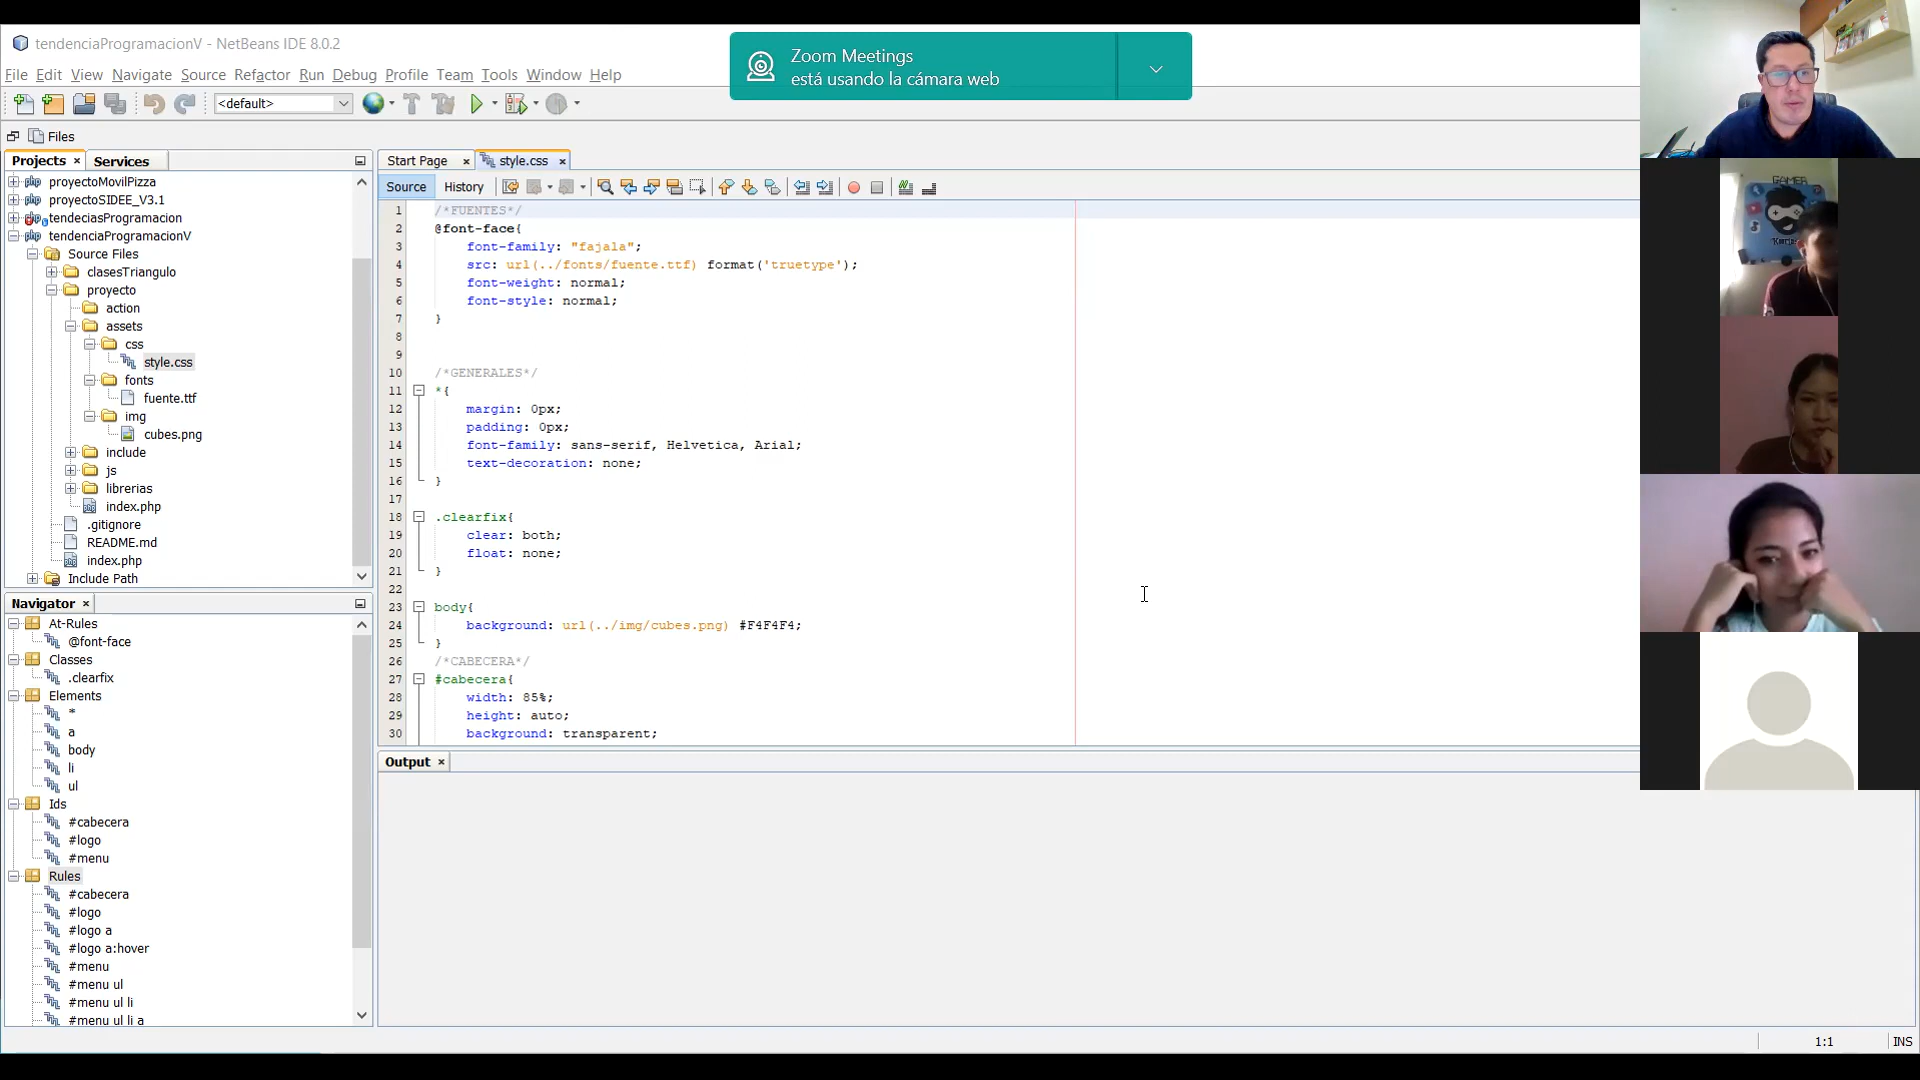 tendenciaProgramacionV - NetBeans IDE 8.0.2
Zoom Meetings
está usando la cámara web
File Edit View Navigate Source Refactor Run Debug Profile Team Tools Window Help
<default>
Files
Projects × Services
proyectoMovilPizza
proyectoSIDEE_V3.1
tendeciasProgramacion
tendenciaProgramacionV
Source Files
clasesTriangulo
proyecto
action
assets
css
style.css
fonts
fuente.ttf
img
cubes.png
include
js
librerias
index.php
.gitignore
README.md
index.php
Include Path
Navigator ×
At-Rules
@font-face
Classes
.clearfix
Elements
*
a
body
li
ul
Ids
#cabecera
#logo
#menu
Rules
#cabecera
#logo
#logo a
#logo a:hover
#menu
#menu ul
#menu ul li
#menu ul li a
Start Page × style.css ×
Source History
1 /*FUENTES*/
2 @font-face{
3 font-family: "fajala";
4 src: url(../fonts/fuente.ttf) format('truetype');
5 font-weight: normal;
6 font-style: normal;
7 }
8
9
10 /*GENERALES*/
11 *{
12 margin: 0px;
13 padding: 0px;
14 font-family: sans-serif, Helvetica, Arial;
15 text-decoration: none;
16 }
17
18 .clearfix{
19 clear: both;
20 float: none;
21 }
22
23 body{
24 background: url(../img/cubes.png) #F4F4F4;
25 }
26 /*CABECERA*/
27 #cabecera{
28 width: 85%;
29 height: auto;
30 background: transparent;
Output ×
1:1 INS
GAMER